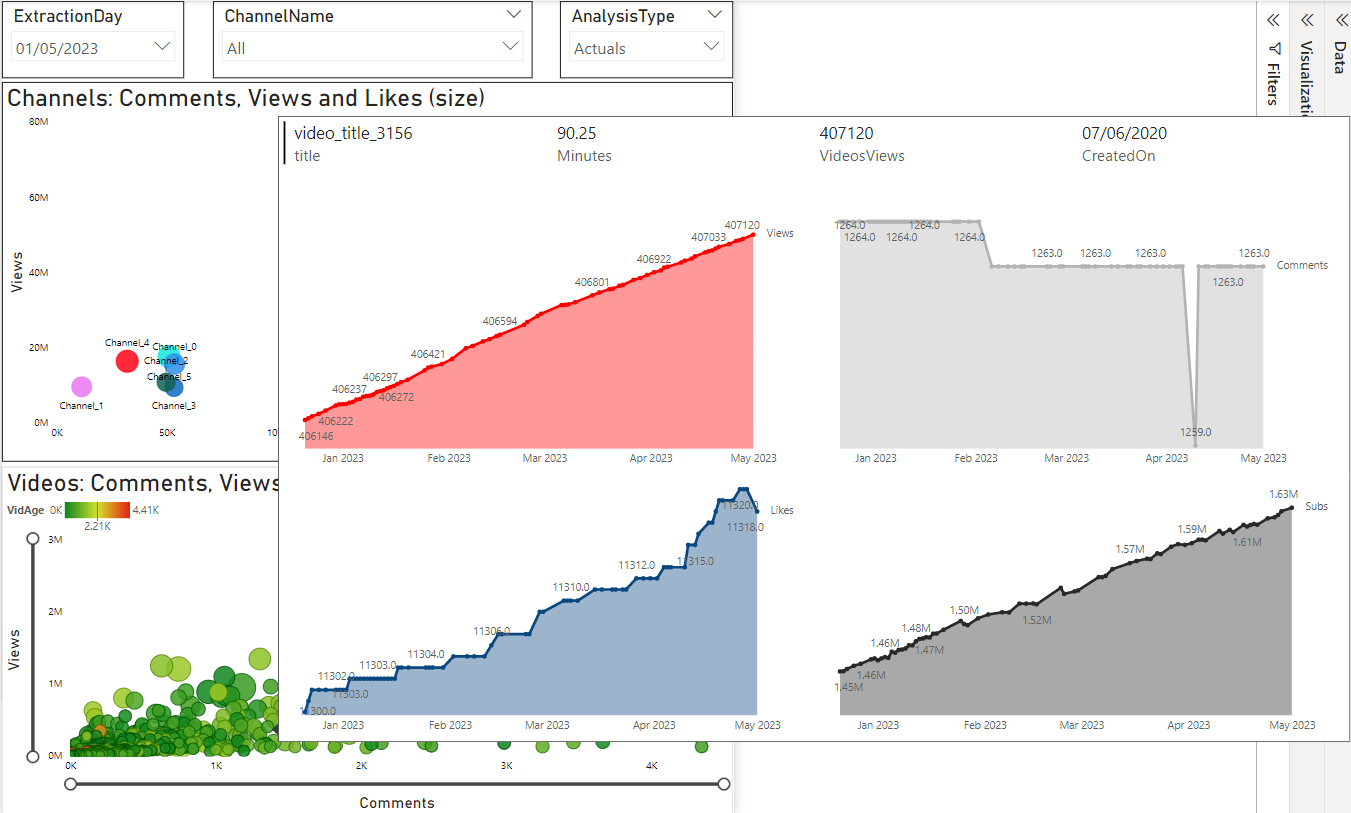 ExtractionDay
01/05/2023
ChannelName
All
AnalysisType
Actuals
Filters
Visualizati
Data
Channels: Comments, Views and Likes (size)
80M
60M
40M
20M
0M
Views
0K
50K
10
Channel_4
Channel_0
Channel_2
Channel_5
Channel_1
Channel_3
video_title_3156
title
90.25
Minutes
407120
VideosViews
07/06/2020
CreatedOn
407120
Views
407033
406922
406801
406594
406421
406297
406272
406237
406222
406146
Jan 2023 Feb 2023 Mar 2023 Apr 2023 May 2023
1264.0 1264.0
1264.0 1264.0 1264.0
1263.0 1263.0 1263.0 1263.0
Comments
1263.0
1259.0
Jan 2023 Feb 2023 Mar 2023 Apr 2023 May 2023
Videos: Comments, Views
VidAge 0K 4.41K
2.21K
3M
2M
1M
0M
Views
0K 1K 2K 3K 4K
Comments
11320.0
Likes
11318.0
11315.0
11312.0
11310.0
11306.0
11304.0
11303.0
11302.0
11303.0
11300.0
Jan 2023 Feb 2023 Mar 2023 Apr 2023 May 2023
1.63M
Subs
1.61M
1.59M
1.57M
1.52M
1.50M
1.48M
1.47M
1.46M
1.46M
1.45M
Jan 2023 Feb 2023 Mar 2023 Apr 2023 May 2023